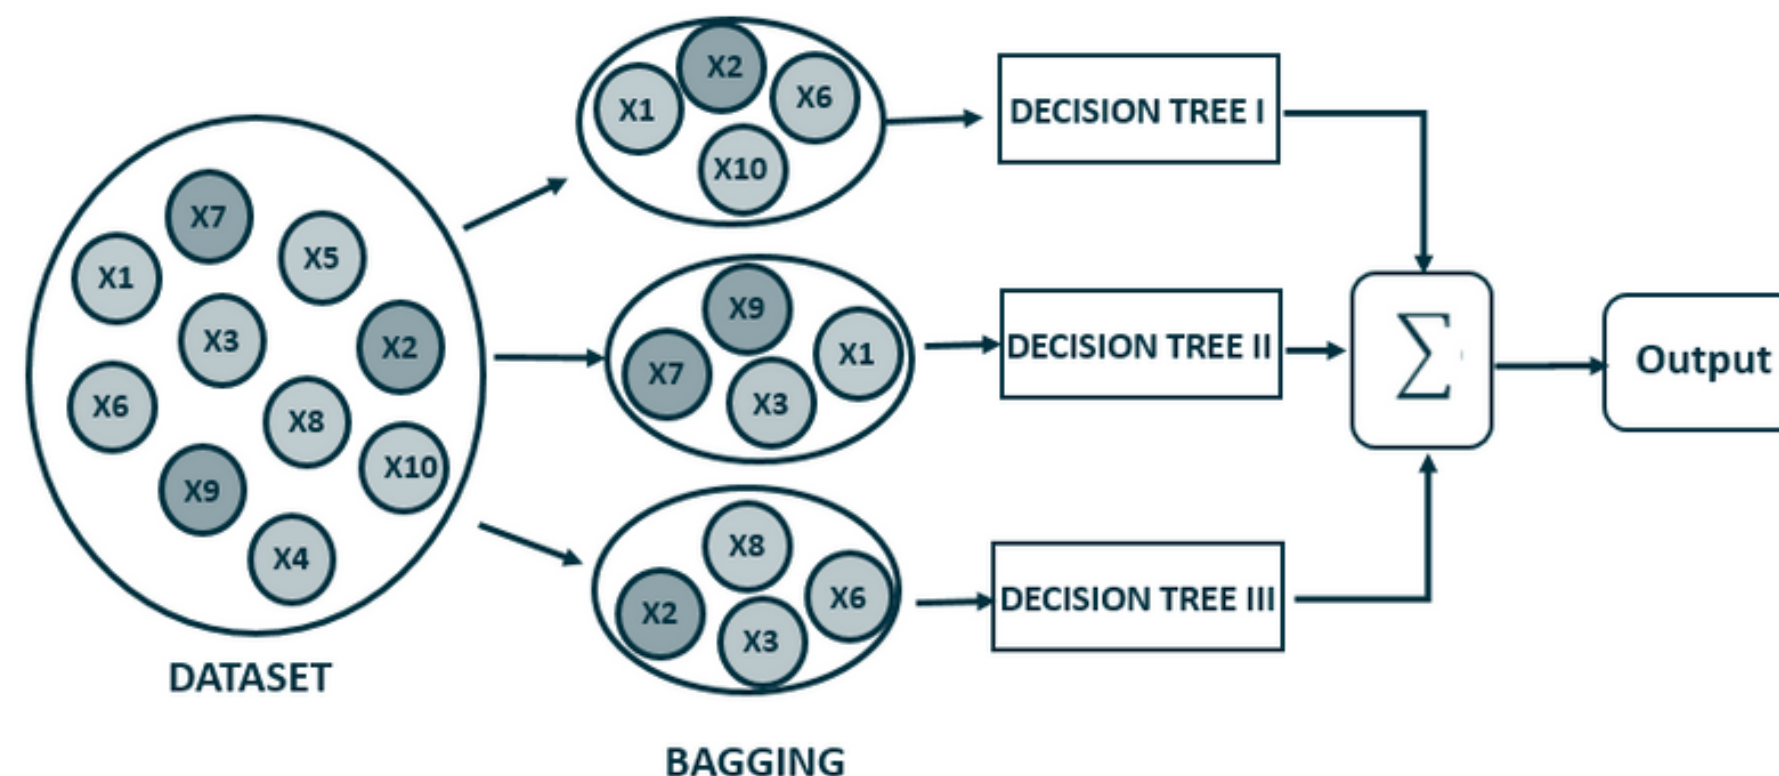 X7
X1
X5
X3
X2
X6
X8
X9
X10
X4
DATASET
X2
X1
X6
X10
X9
X7
X1
X3
X8
X2
X6
X3
BAGGING
DECISION TREE I
DECISION TREE II
DECISION TREE III
∑
Output